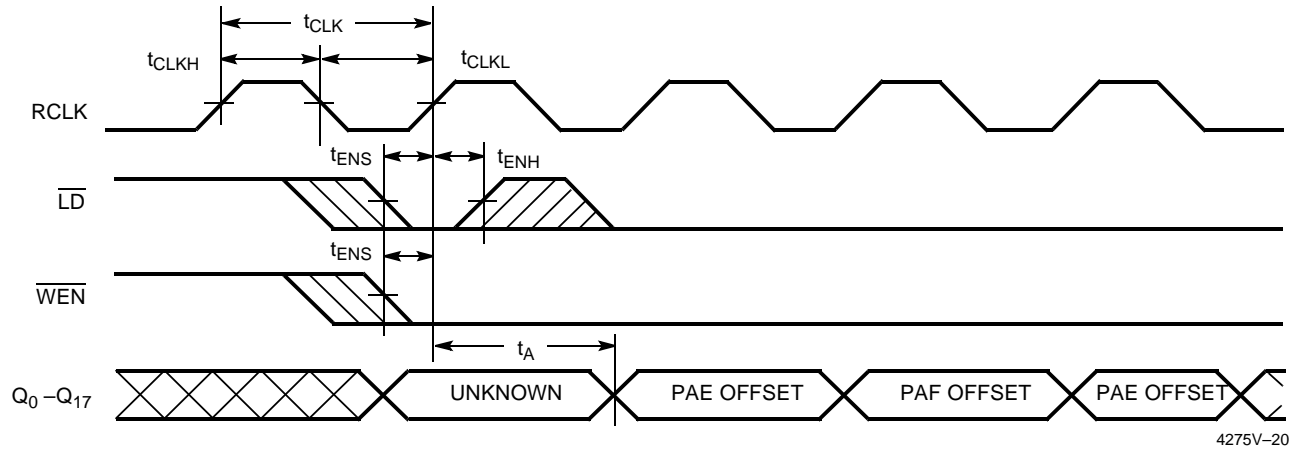 tCLK
tCLKH
tCLKL
RCLK
tENS
tENH
LD
tENS
WEN
tA
Q0 –Q17
UNKNOWN
PAE OFFSET
PAF OFFSET
PAE OFFSET
4275V–20